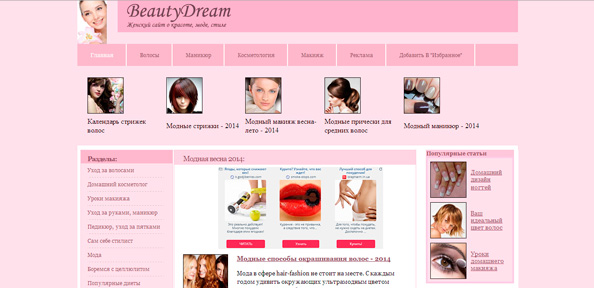 BeautyDream
Женский сайт о красоте, моде, стиле
Главная
Волосы
Маникюр
Косметология
Макияж
Реклама
Добавить В "Избранное"
Календарь стрижек
волос
Модные стрижки - 2014
Модный макияж весна-
лето - 2014
Модные прически для
средних волос
Модный маникюр - 2014
Разделы:
Уход за волосами
Домашний косметолог
Уроки макияжа
Уход за руками, маникюр
Педикюр, уход за пятками
Сам себе стилист
Мода
Боремся с целлюлитом
Популярные диеты
Модная весна 2014:
ЧИТАТЬ
Узнать
Купить
Модные способы окрашивания волос - 2014
Мода в сфере hair-fashion не стоит на месте. С каждым
годом удивить окружающих ультрамодным цветом
Популярные статьи
Домашний
дизайн
ногтей
Ваш
идеальный
цвет волос
Уроки
домашнего
макияжа